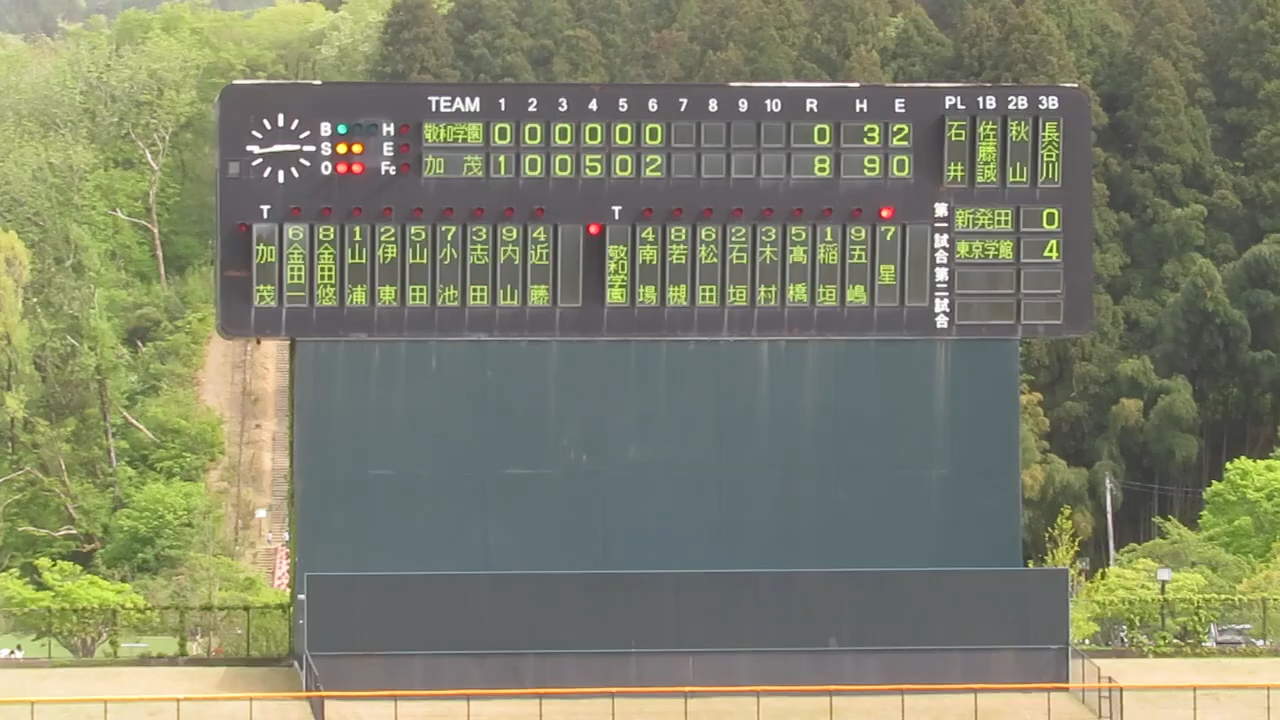 TEAM 1 2 3 4 5 6 7 8 9 10 R H E
敬和学園 0 0 0 0 0 0 0 3 2
加茂 1 0 0 5 0 2 8 9 0
B H
S E
O Fc
PL 1B 2B 3B
石井 佐藤誠 秋山 長谷川
T
加茂
6 金田一
8 金田悠
1 山浦
2 伊東
5 山田
7 小池
3 志田
9 内山
4 近藤
T
敬和学園
4 南場
8 若槻
6 松田
2 石垣
3 木村
5 高橋
1 稲垣
9 五嶋
7 星
第一試合
新発田 0
東京学館 4
第二試合